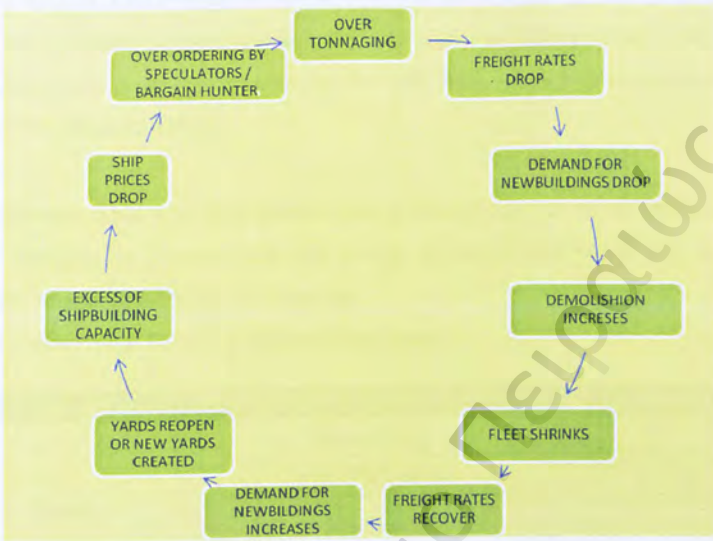 OVER
TONNAGING
FREIGHT RATES
DROP
DEMAND FOR
NEWBUILDINGS DROP
DEMOLISHION
INCRESES
FLEET SHRINKS
FREIGHT RATES
RECOVER
DEMAND FOR
NEWBILDINGS
INCREASES
YARDS REOPEN
OR NEW YARDS
CREATED
EXCESS OF
SHIPBUILDING
CAPACITY
SHIP
PRICES
DROP
OVER ORDERING BY
SPECULATORS /
BARGAIN HUNTER
Πειραιώς